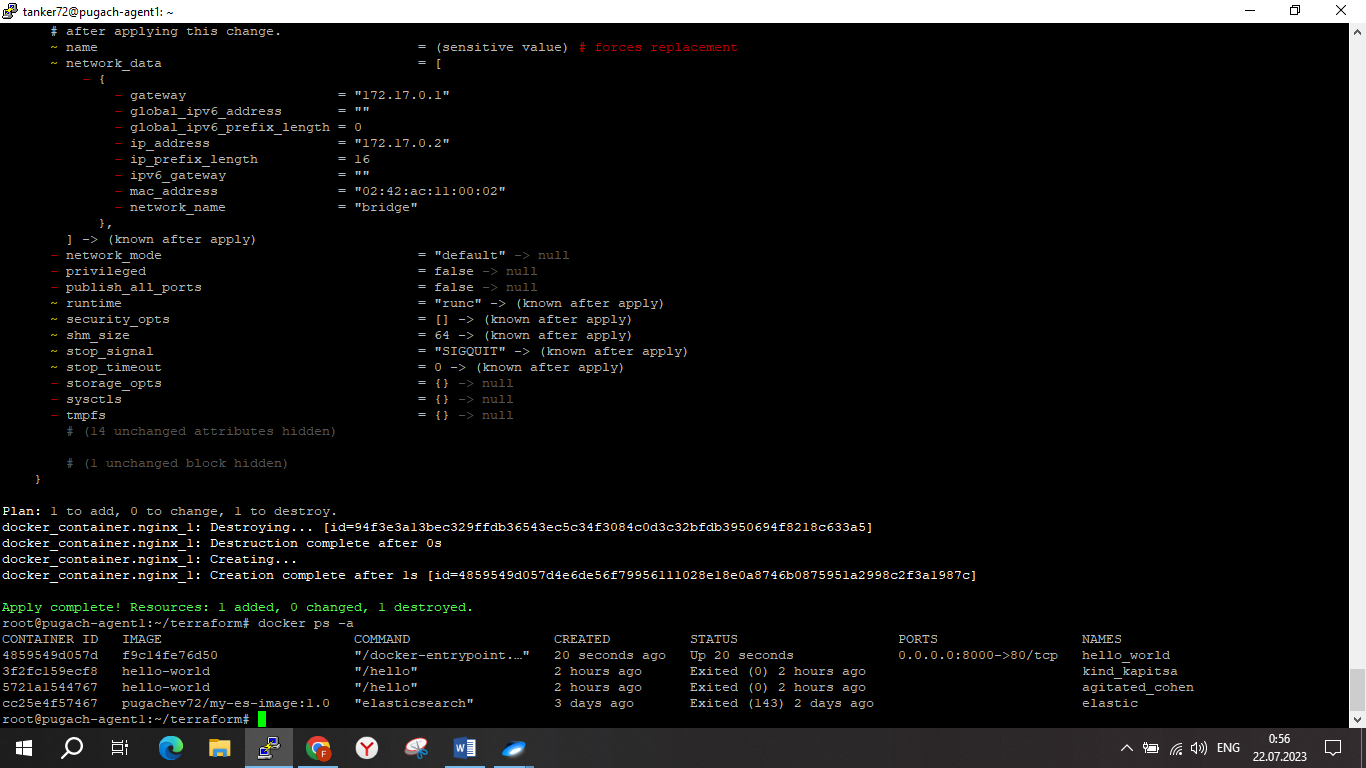 tanker72@pugach-agent1: ~
# after applying this change.
~ name = (sensitive value) # forces replacement
~ network_data = [
- {
- gateway = "172.17.0.1"
- global_ipv6_address = ""
- global_ipv6_prefix_length = 0
- ip_address = "172.17.0.2"
- ip_prefix_length = 16
- ipv6_gateway = ""
- mac_address = "02:42:ac:11:00:02"
- network_name = "bridge"
},
] -> (known after apply)
- network_mode = "default" -> null
- privileged = false -> null
- publish_all_ports = false -> null
~ runtime = "runc" -> (known after apply)
~ security_opts = [] -> (known after apply)
~ shm_size = 64 -> (known after apply)
~ stop_signal = "SIGQUIT" -> (known after apply)
~ stop_timeout = 0 -> (known after apply)
- storage_opts = {} -> null
- sysctls = {} -> null
- tmpfs = {} -> null
# (14 unchanged attributes hidden)
# (1 unchanged block hidden)
}
Plan: 1 to add, 0 to change, 1 to destroy.
docker_container.nginx_1: Destroying... [id=94f3e3a13bec329ffdb36543ec5c34f3084c0d3c32bfdb3950694f8218c633a5]
docker_container.nginx_1: Destruction complete after 0s
docker_container.nginx_1: Creating...
docker_container.nginx_1: Creation complete after 1s [id=4859549d057d4e6de56f79956111028e18e0a8746b0875951a2998c2f3a1987c]
Apply complete! Resources: 1 added, 0 changed, 1 destroyed.
root@pugach-agent1:~/terraform# docker ps -a
CONTAINER ID IMAGE COMMAND CREATED STATUS PORTS NAMES
4859549d057d f9c14fe76d50 "/docker-entrypoint.…" 20 seconds ago Up 20 seconds 0.0.0.0:8000->80/tcp hello_world
3f2fc159ecf8 hello-world "/hello" 2 hours ago Exited (0) 2 hours ago kind_kapitsa
5721a1544767 hello-world "/hello" 2 hours ago Exited (0) 2 hours ago agitated_cohen
cc25e4f57467 pugachev72/my-es-image:1.0 "elasticsearch" 3 days ago Exited (143) 2 days ago elastic
root@pugach-agent1:~/terraform#
ENG
0:56
22.07.2023